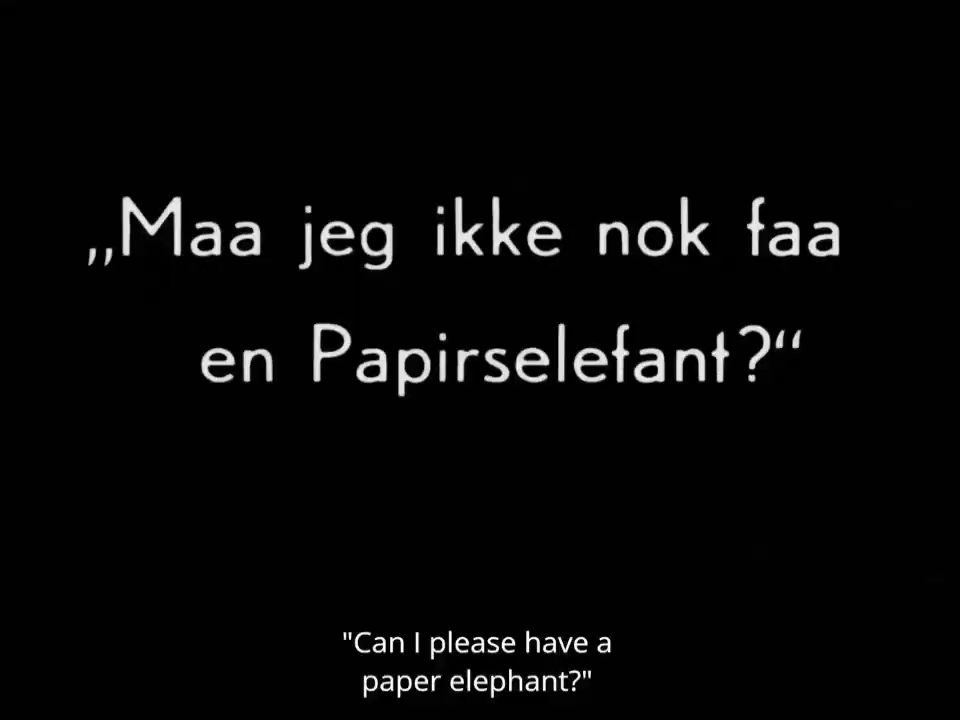 „Maa jeg ikke nok faa
en Papirselefant?“
"Can I please have a
paper elephant?"